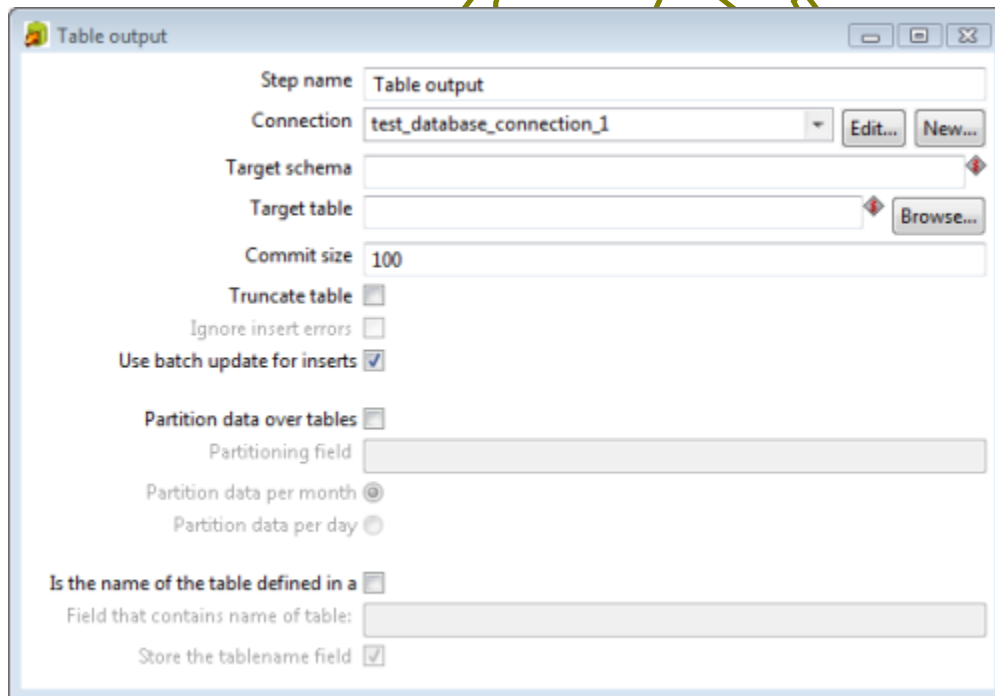 Table output
Step name Table output
Connection test_database_connection_1 Edit... New...
Target schema
Target table Browse...
Commit size 100
Truncate table
Ignore insert errors
Use batch update for inserts
Partition data over tables
Partitioning field
Partition data per month
Partition data per day
Is the name of the table defined in a
Field that contains name of table:
Store the tablename field